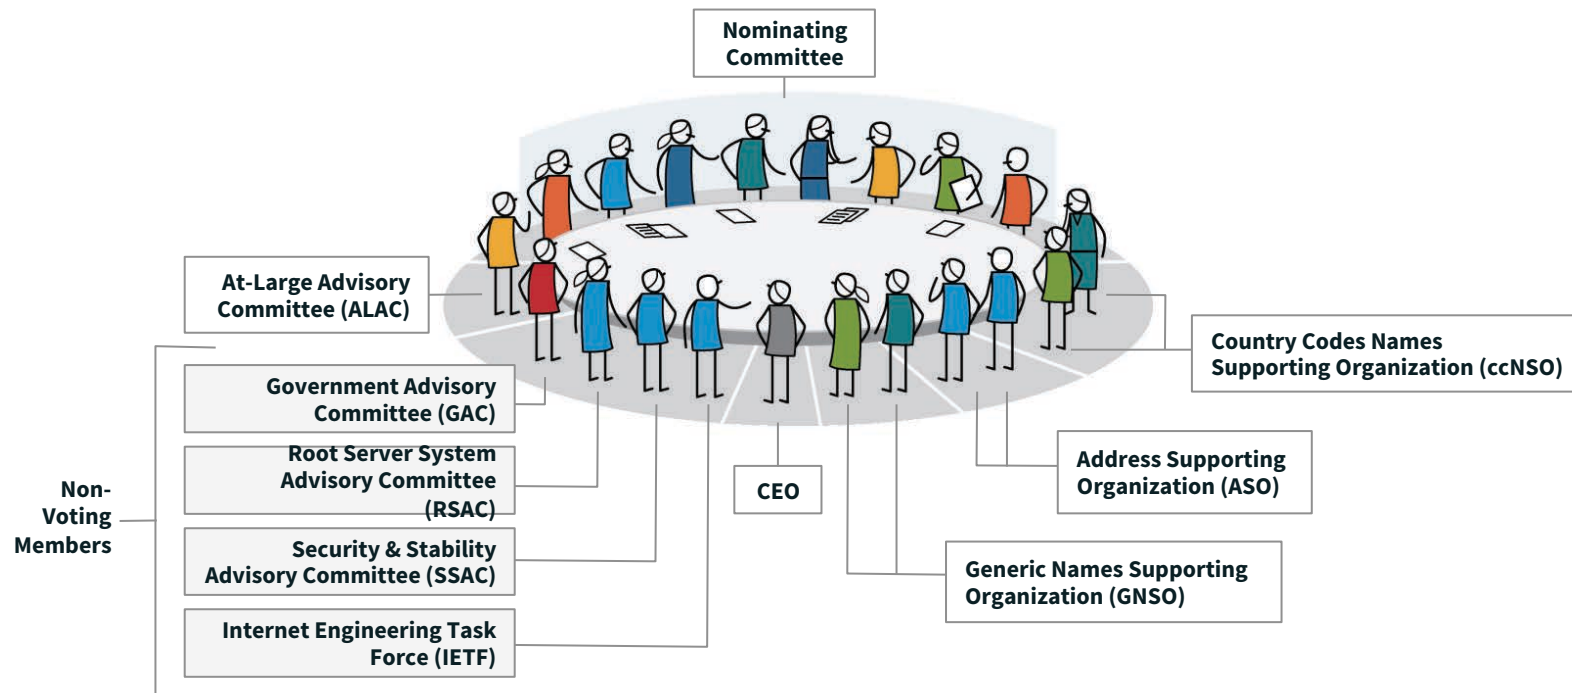 Nominating
Committee
At-Large Advisory
Committee (ALAC)
Government Advisory
Committee (GAC)
Root Server System
Advisory Committee
(RSAC)
Security & Stability
Advisory Committee (SSAC)
Internet Engineering Task
Force (IETF)
Non-
Voting
Members
CEO
Country Codes Names
Supporting Organization (ccNSO)
Address Supporting
Organization (ASO)
Generic Names Supporting
Organization (GNSO)